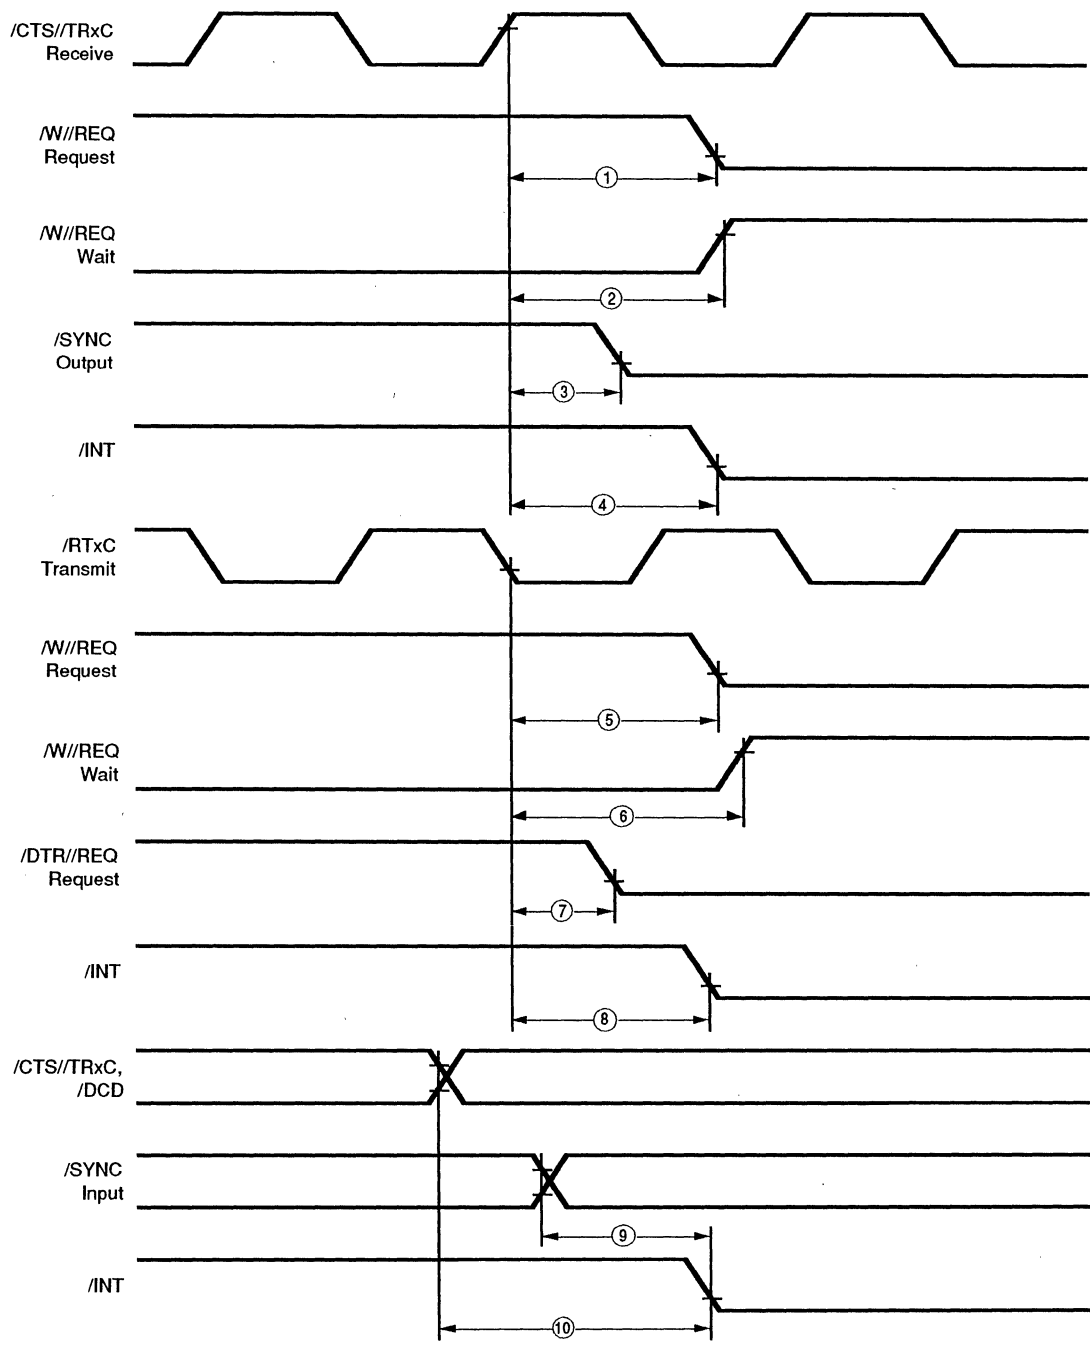 /CTS//TRxC
Receive
/W//REQ
Request
1
/W//REQ
Wait
2
/SYNC
Output
3
/INT
4
/RTxC
Transmit
/W//REQ
Request
5
/W//REQ
Wait
6
/DTR//REQ
Request
7
/INT
8
/CTS//TRxC,
/DCD
/SYNC
Input
9
/INT
10